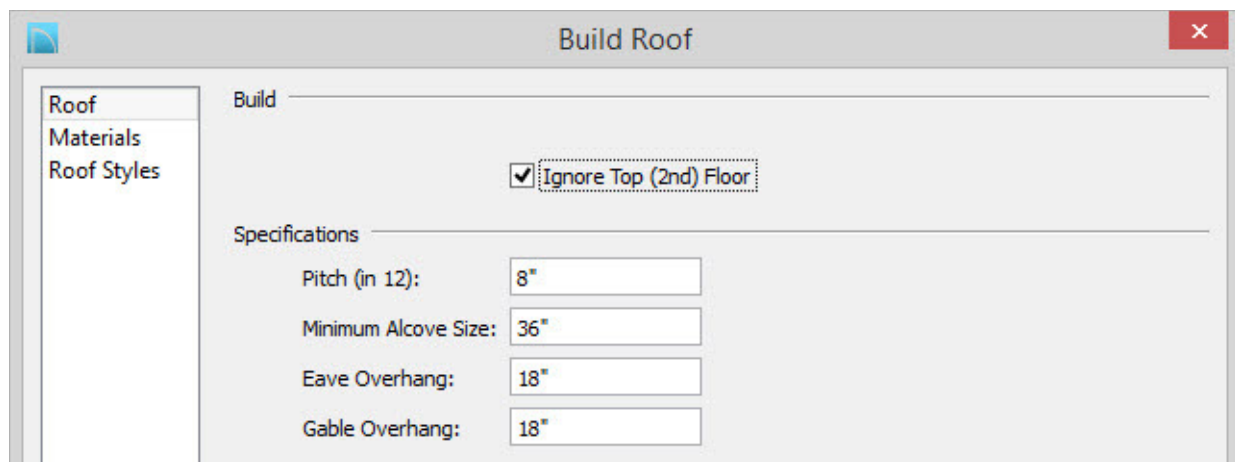 Build Roof
Roof
Materials
Roof Styles
Build
Ignore Top (2nd) Floor
Specifications
Pitch (in 12): 8"
Minimum Alcove Size: 36"
Eave Overhang: 18"
Gable Overhang: 18"